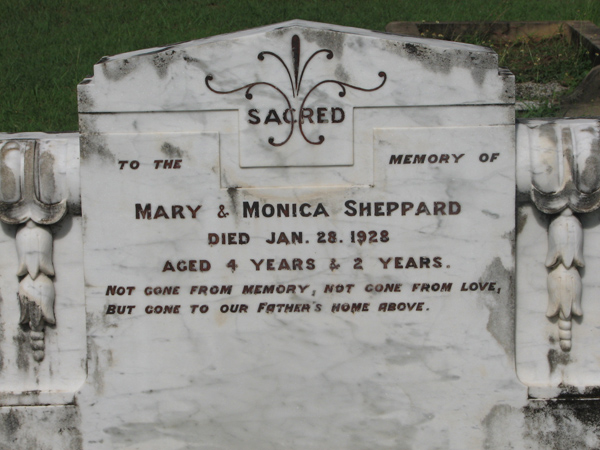 SACRED
TO THE MEMORY OF
MARY & MONICA SHEPPARD
DIED JAN. 28. 1928
AGED 4 YEARS & 2 YEARS.
NOT GONE FROM MEMORY, NOT GONE FROM LOVE,
BUT GONE TO OUR FATHER'S HOME ABOVE.